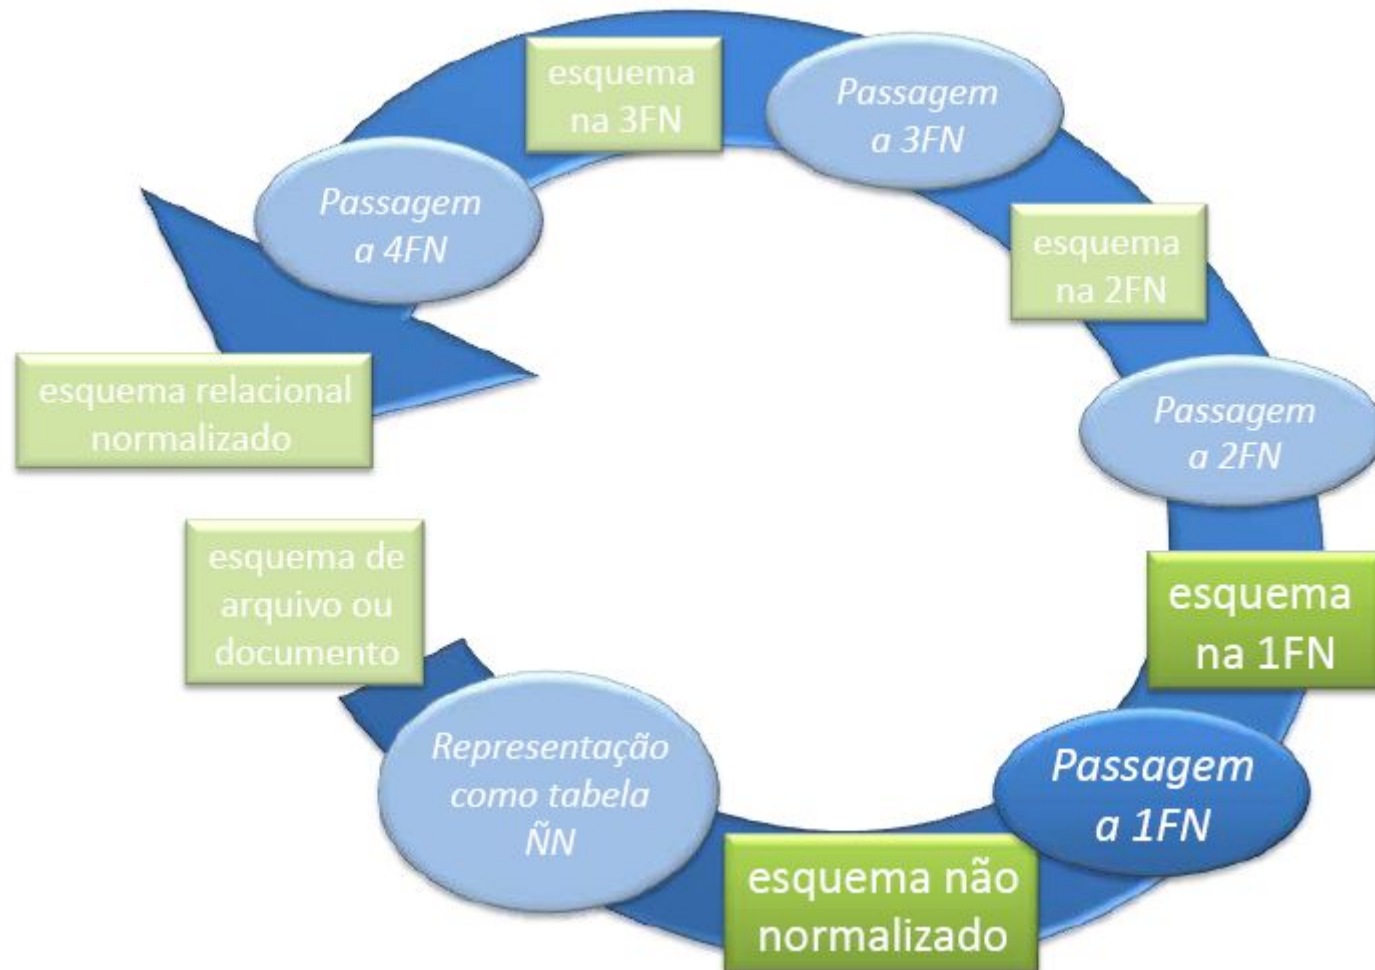 esquema
na 3FN
Passagem
a 3FN
Passagem
a 4FN
esquema
na 2FN
esquema relacional
normalizado
Passagem
a 2FN
esquema de
arquivo ou
documento
esquema
na 1FN
Representação
como tabela
ÑN
Passagem
a 1FN
esquema não
normalizado